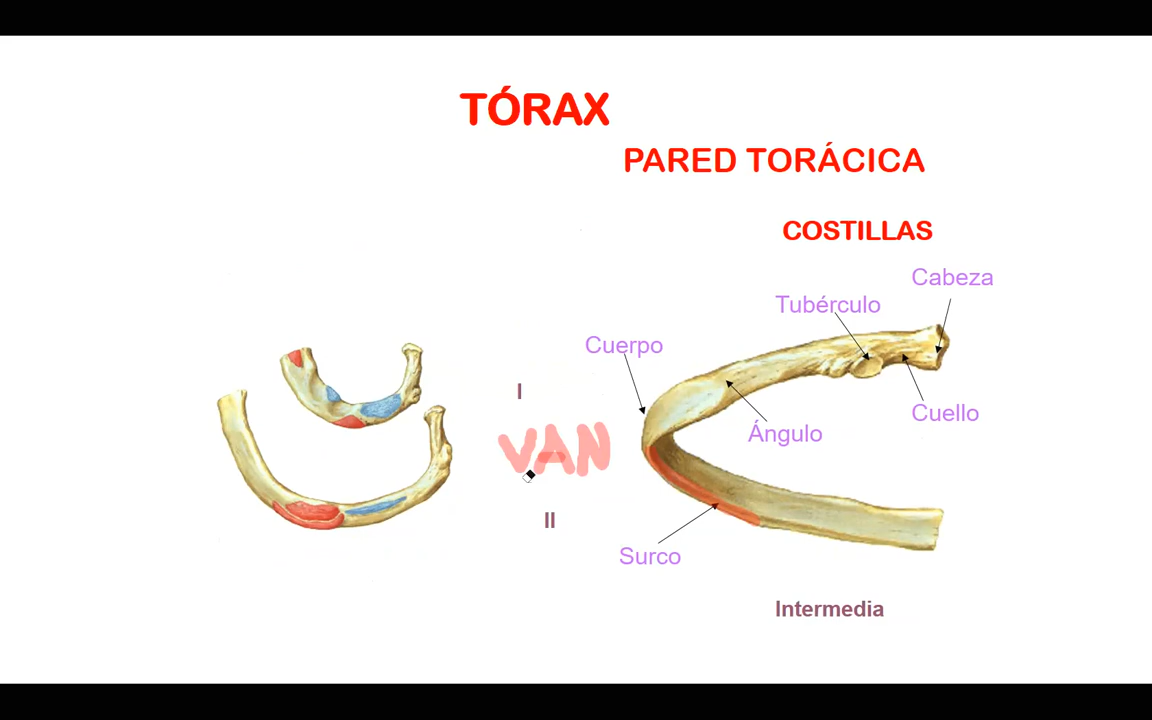 TÓRAX
PARED TORÁCICA
COSTILLAS
Cabeza
Tubérculo
Cuerpo
I
Cuello
Ángulo
VAN
II
Surco
Intermedia